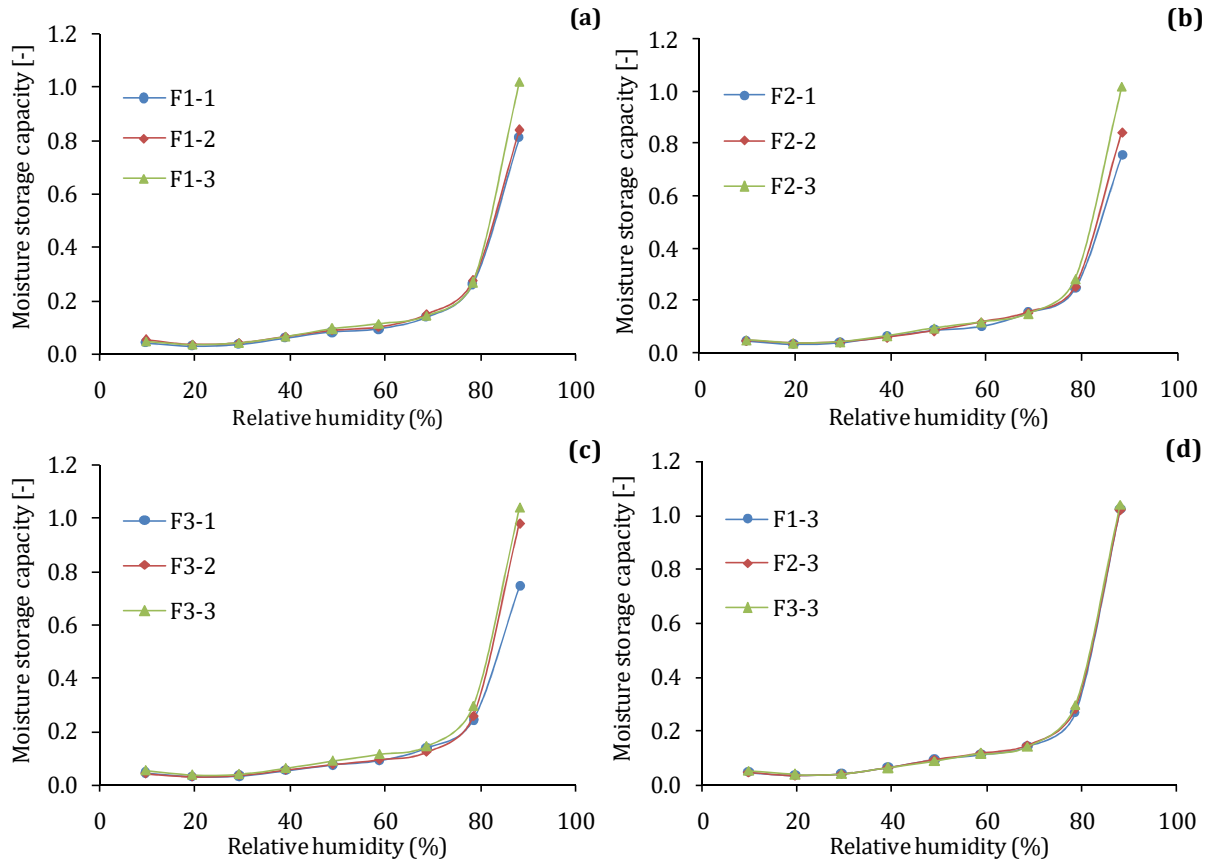 (a)
Moisture storage capacity [-]
1.2
1.0
0.8
0.6
0.4
0.2
0.0
F1-1
F1-2
F1-3
0 20 40 60 80 100
Relative humidity (%)
(b)
Moisture storage capacity [-]
1.2
1.0
0.8
0.6
0.4
0.2
0.0
F2-1
F2-2
F2-3
0 20 40 60 80 100
Relative humidity (%)
(c)
Moisture storage capacity [-]
1.2
1.0
0.8
0.6
0.4
0.2
0.0
F3-1
F3-2
F3-3
0 20 40 60 80 100
Relative humidity (%)
(d)
Moisture storage capacity [-]
1.2
1.0
0.8
0.6
0.4
0.2
0.0
F1-3
F2-3
F3-3
0 20 40 60 80 100
Relative humidity (%)